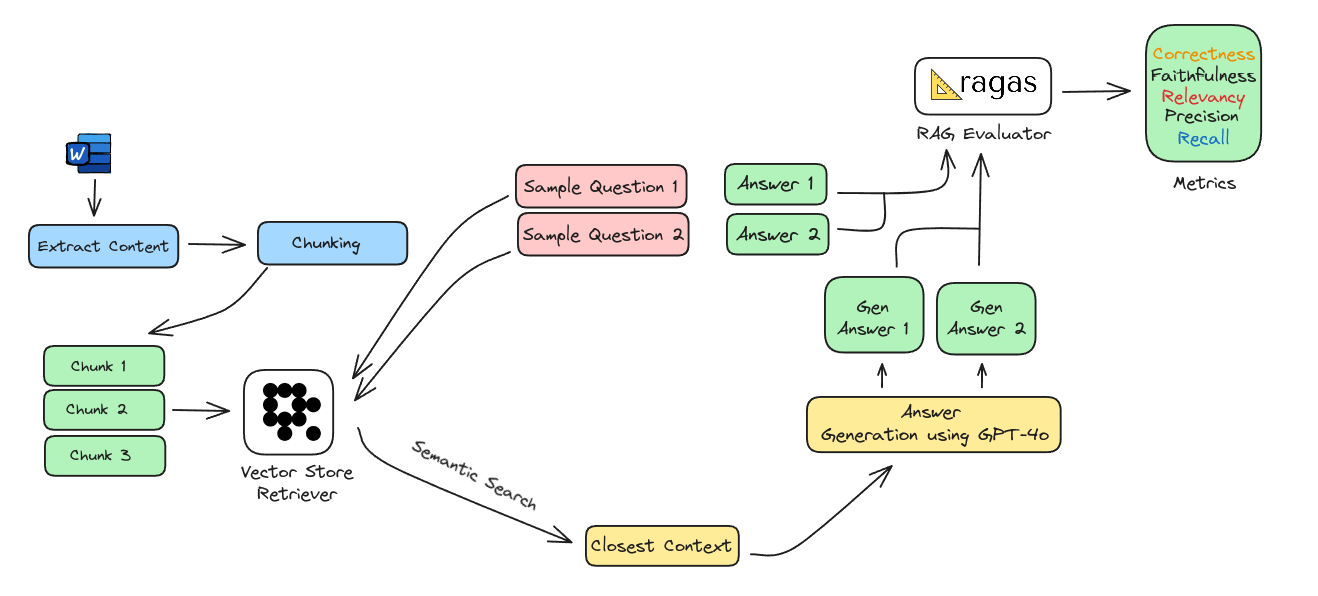 W
Extract Content
Chunking
Chunk 1
Chunk 2
Chunk 3
Vector Store
Retriever
Sample Question 1
Sample Question 2
Semantic Search
Closest Context
Answer
Generation using GPT-4o
Gen
Answer 1
Gen
Answer 2
Answer 1
Answer 2
ragas
RAG Evaluator
Correctness
Faithfulness
Relevancy
Precision
Recall
Metrics